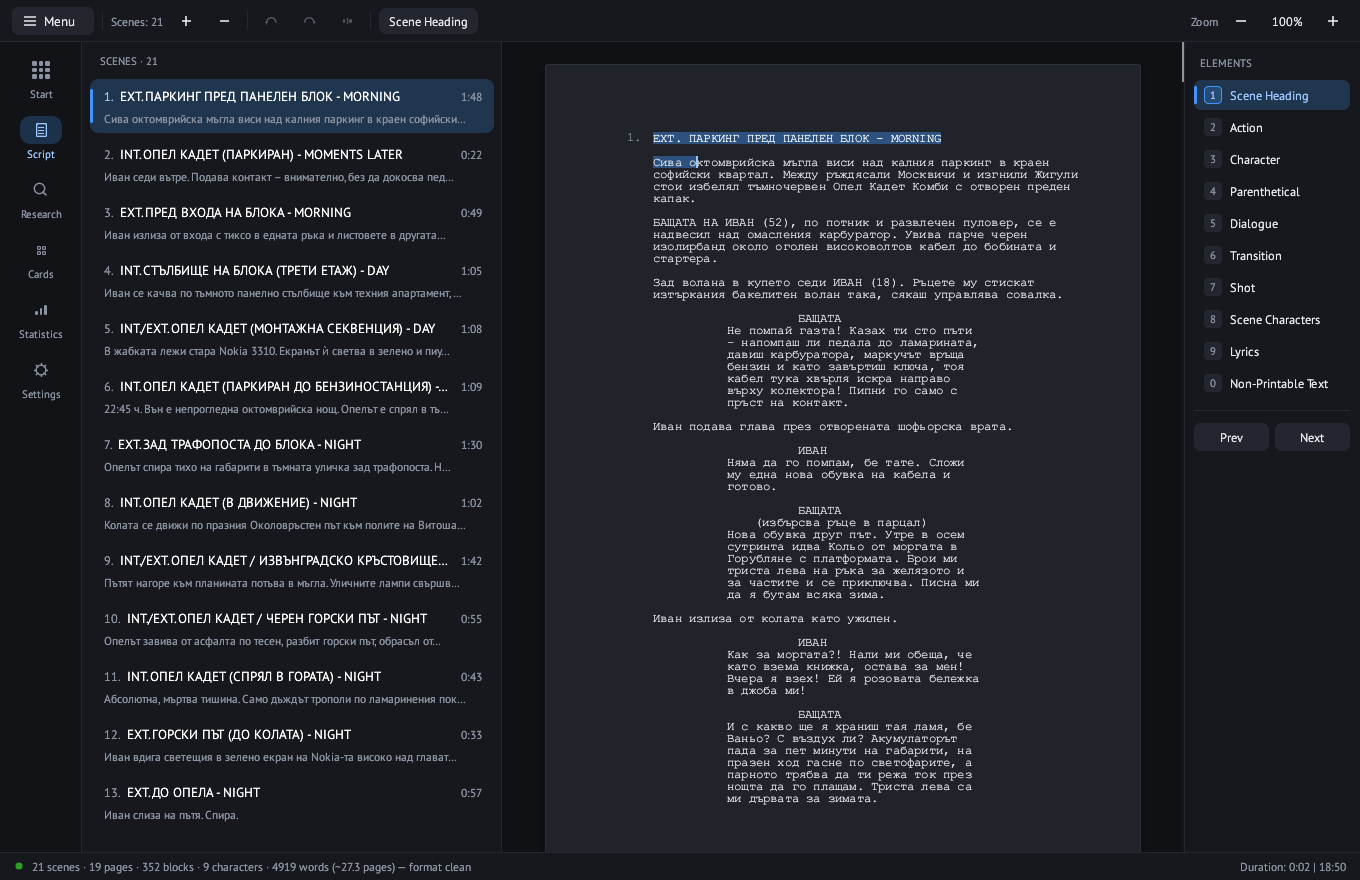 Menu
Scenes: 21
Scene Heading
Zoom
100%
Start
Script
Research
Cards
Statistics
Settings
SCENES · 21
1. EXT. ПАРКИНГ ПРЕД ПАНЕЛЕН БЛОК - MORNING 1:48
Сива октомврийска мъгла виси над калния паркинг в краен софийски...
2. INT. ОПЕЛ КАДЕТ (ПАРКИРАН) - MOMENTS LATER 0:22
Иван седи вътре. Подава контакт – внимателно, без да докосва пед...
3. EXT. ПРЕД ВХОДА НА БЛОКА - MORNING 0:49
Иван излиза от входа с тиксо в едната ръка и листовете в другата...
4. INT. СТЪЛБИЩЕ НА БЛОКА (ТРЕТИ ЕТАЖ) - DAY 1:05
Иван се качва по тъмното панелно стълбище към техния апартамент, ...
5. INT./EXT. ОПЕЛ КАДЕТ (МОНТАЖНА СЕКВЕНЦИЯ) - DAY 1:08
В жабката лежи стара Nokia 3310. Екранът ѝ светва в зелено и пиу...
6. INT. ОПЕЛ КАДЕТ (ПАРКИРАН ДО БЕНЗИНОСТАНЦИЯ) -... 1:09
22:45 ч. Вън е непрогледна октомврийска нощ. Опелът е спрял в тъ...
7. EXT. ЗАД ТРАФОПОСТА ДО БЛОКА - NIGHT 1:30
Опелът спира тихо на габарити в тъмната уличка зад трафопоста. Н...
8. INT. ОПЕЛ КАДЕТ (В ДВИЖЕНИЕ) - NIGHT 1:02
Колата се движи по празния Околовръстен път към полите на Витоша...
9. INT./EXT. ОПЕЛ КАДЕТ / ИЗВЪНГРАДСКО КРЪСТОВИЩЕ... 1:42
Пътят нагоре към планината потъва в мъгла. Уличните лампи свършв...
10. INT./EXT. ОПЕЛ КАДЕТ / ЧЕРЕН ГОРСКИ ПЪТ - NIGHT 0:55
Опелът завива от асфалта по тесен, разбит горски път, обрасъл от...
11. INT. ОПЕЛ КАДЕТ (СПРЯЛ В ГОРАТА) - NIGHT 0:43
Абсолютна, мъртва тишина. Само дъждът трополи по ламаринения пок...
12. EXT. ГОРСКИ ПЪТ (ДО КОЛАТА) - NIGHT 0:33
Иван вдига светещия в зелено екран на Nokia-та високо над глават...
13. EXT. ДО ОПЕЛА - NIGHT 0:57
Иван слиза на пътя. Спира.
1. EXT. ПАРКИНГ ПРЕД ПАНЕЛЕН БЛОК - MORNING
Сива октомврийска мъгла виси над калния паркинг в краен
софийски квартал. Между ръждясали Москвичи и изгнили Жигули
стои избелял тъмночервен Опел Кадет Комби с отворен преден
капак.
БАЩАТА НА ИВАН (52), по потник и развлечен пуловер, се е
надвесил над омасления карбуратор. Увива парче черен
изолирбанд около оголен високоволтов кабел до бобината и
стартера.
Зад волана в купето седи ИВАН (18). Ръцете му стискат
изтъркания бакелитен волан така, сякаш управлява совалка.
БАЩАТА
Не помпай газта! Казах ти сто пъти
– напомпаш ли педала до ламарината,
давиш карбуратора, маркучът връща
бензин и като завъртиш ключа, тоя
кабел тука хвърля искра направо
върху колектора! Пипни го само с
пръст на контакт.
Иван подава глава през отворената шофьорска врата.
ИВАН
Няма да го помпам, бе тате. Сложи
му една нова обувка на кабела и
готово.
БАЩАТА
(избърсва ръце в парцал)
Нова обувка друг път. Утре в осем
сутринта идва Кольо от моргата в
Горубляне с платформата. Брои ми
триста лева на ръка за желязото и
за частите и се приключва. Писна ми
да я бутам всяка зима.
Иван излиза от колата като ужилен.
ИВАН
Как за моргата?! Нали ми обеща, че
като взема книжка, остава за мен!
Вчера я взех! Ей я розовата бележка
в джоба ми!
БАЩАТА
И с какво ще я храниш тая ламя, бе
Ваньо? С въздух ли? Акумулаторът
пада за пет минути на габарити, на
празен ход гасне по светофарите, а
парното трябва да ти режа ток през
нощта да го плащам. Триста лева са
ми дървата за зимата.
ELEMENTS
1 Scene Heading
2 Action
3 Character
4 Parenthetical
5 Dialogue
6 Transition
7 Shot
8 Scene Characters
9 Lyrics
0 Non-Printable Text
Prev
Next
21 scenes · 19 pages · 352 blocks · 9 characters · 4919 words (~27.3 pages) — format clean
Duration: 0:02 | 18:50